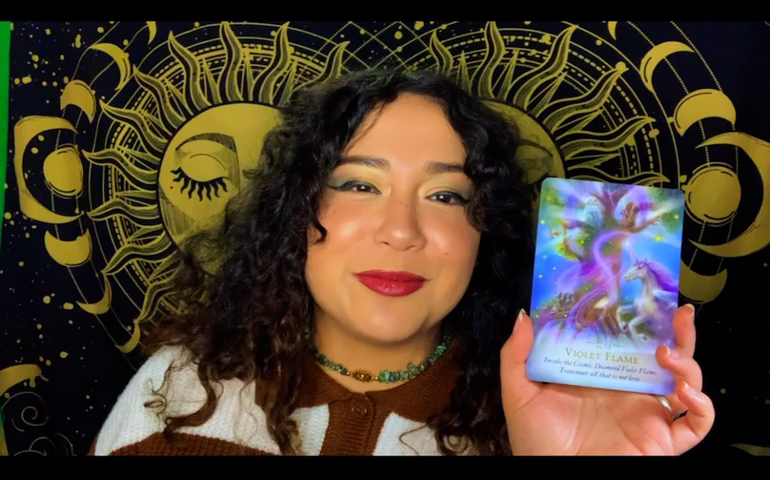 VIOLET FLAME
Invoke the Cosmic Diamond Violet Flame.
Transmute all that is not love.